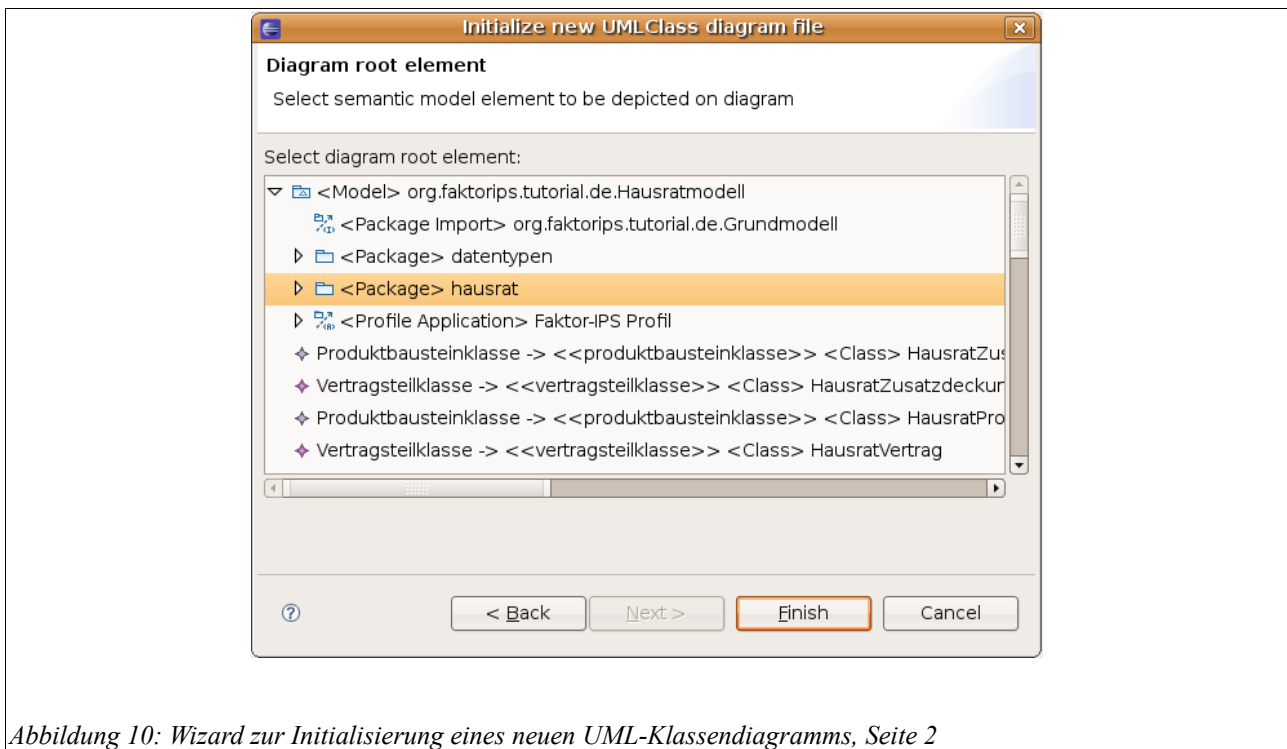 Initialize new UMLClass diagram file
Diagram root element
Select semantic model element to be depicted on diagram
Select diagram root element:
<Model> org.faktorips.tutorial.de.Hausratmodell
<Package Import> org.faktorips.tutorial.de.Grundmodell
<Package> datentypen
<Package> hausrat
<Profile Application> Faktor-IPS Profil
Produktbausteinklasse -> <<produktbausteinklasse>> <Class> HausratZus
Vertragsteilklasse -> <<vertragsteilklasse>> <Class> HausratZusatzdeckun
Produktbausteinklasse -> <<produktbausteinklasse>> <Class> HausratPro
Vertragsteilklasse -> <<vertragsteilklasse>> <Class> HausratVertrag
< Back Next > Finish Cancel
Abbildung 10: Wizard zur Initialisierung eines neuen UML-Klassendiagramms, Seite 2